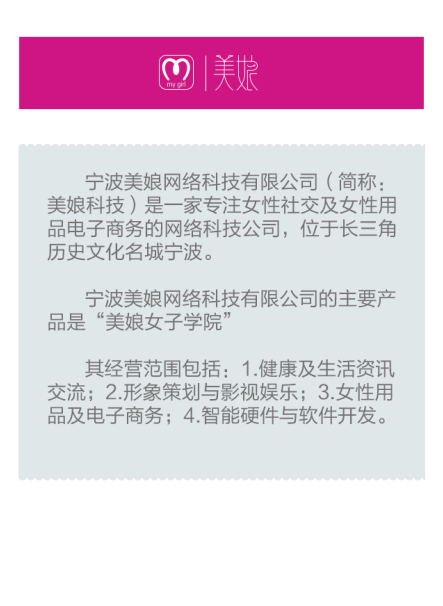 my girl
美娘
宁波美娘网络科技有限公司（简称：
美娘科技）是一家专注女性社交及女性用
品电子商务的网络科技公司，位于长三角
历史文化名城宁波。
宁波美娘网络科技有限公司的主要产
品是“美娘女子学院”
其经营范围包括：1.健康及生活资讯
交流；2.形象策划与影视娱乐；3.女性用
品及电子商务；4.智能硬件与软件开发。